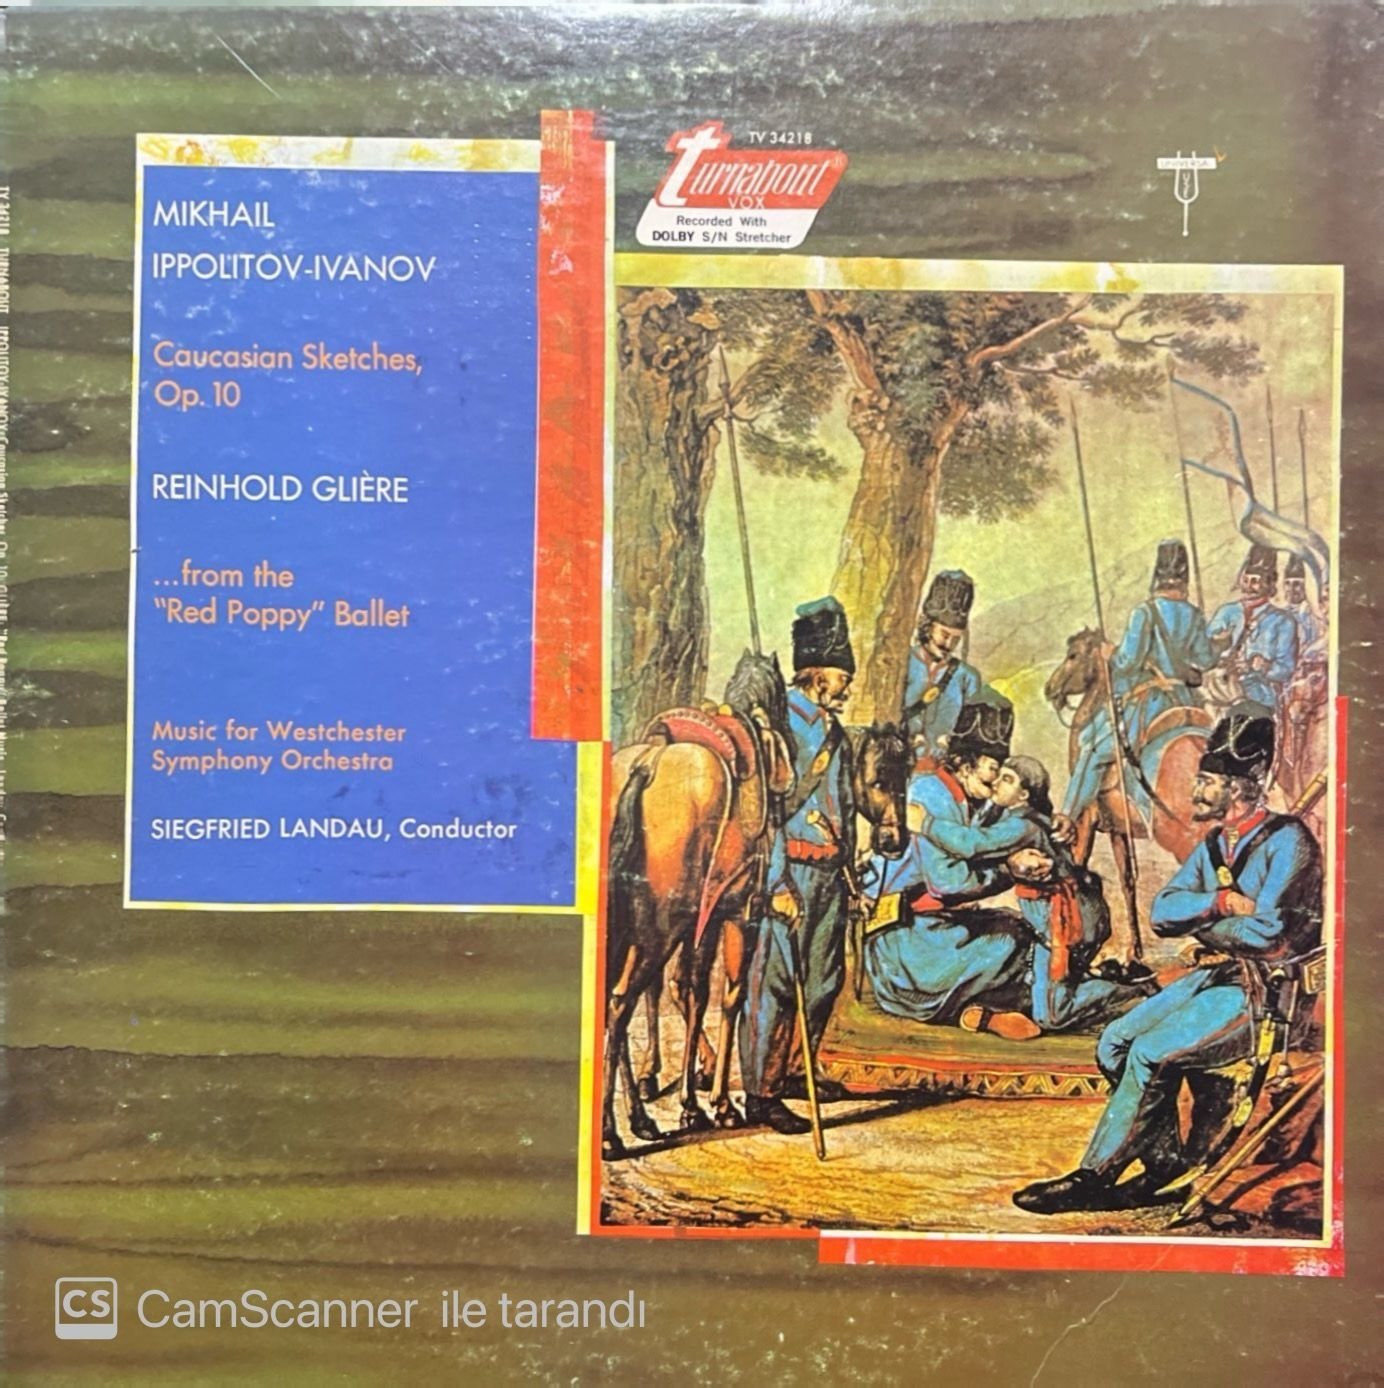 TV 34218
turnabout
VOX
Recorded With
DOLBY S/N Stretcher
UNIVERSAL
MIKHAIL
IPPOLITOV-IVANOV
Caucasian Sketches,
Op. 10
REINHOLD GLIÈRE
...from the
"Red Poppy" Ballet
Music for Westchester
Symphony Orchestra
SIEGFRIED LANDAU, Conductor
CS CamScanner ile tarandı